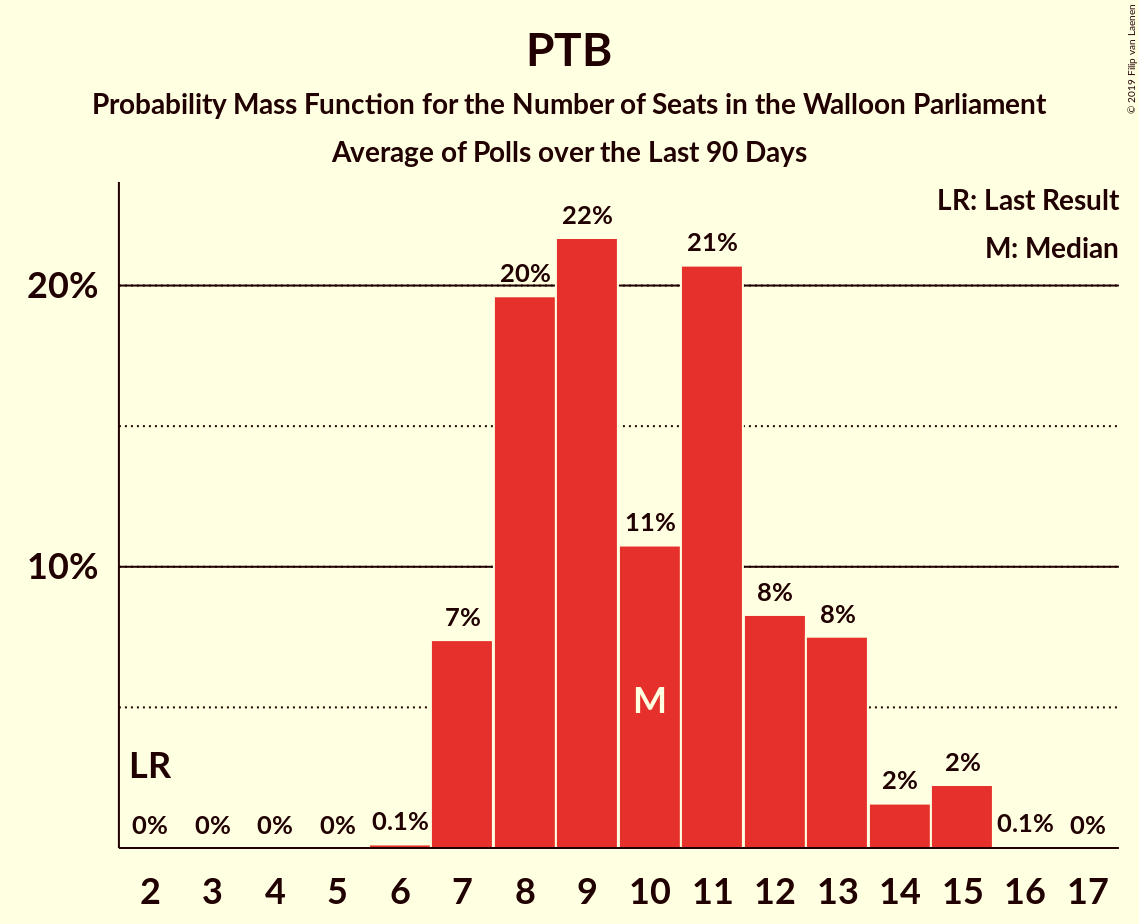 PTB
Probability Mass Function for the Number of Seats in the Walloon Parliament
Average of Polls over the Last 90 Days
© 2019 Filip van Laenen
LR: Last Result
M: Median
20%
10%
22%
21%
20%
11%
7%
8%
8%
M
LR
2%
2%
0% 0% 0% 0% 0.1% 0.1% 0%
2 3 4 5 6 7 8 9 10 11 12 13 14 15 16 17